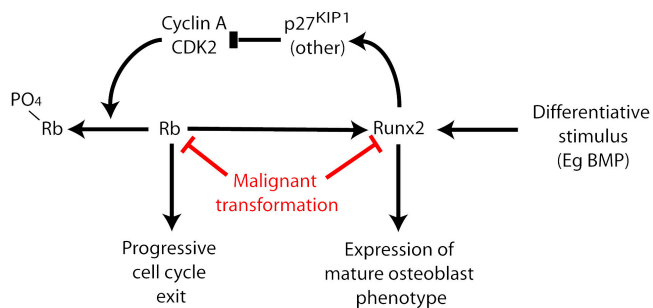 Cyclin A
CDK2
p27KIP1
(other)
PO4
Rb
Rb
Runx2
Differentiative
stimulus
(Eg BMP)
Malignant
transformation
Progressive
cell cycle
exit
Expression of
mature osteoblast
phenotype